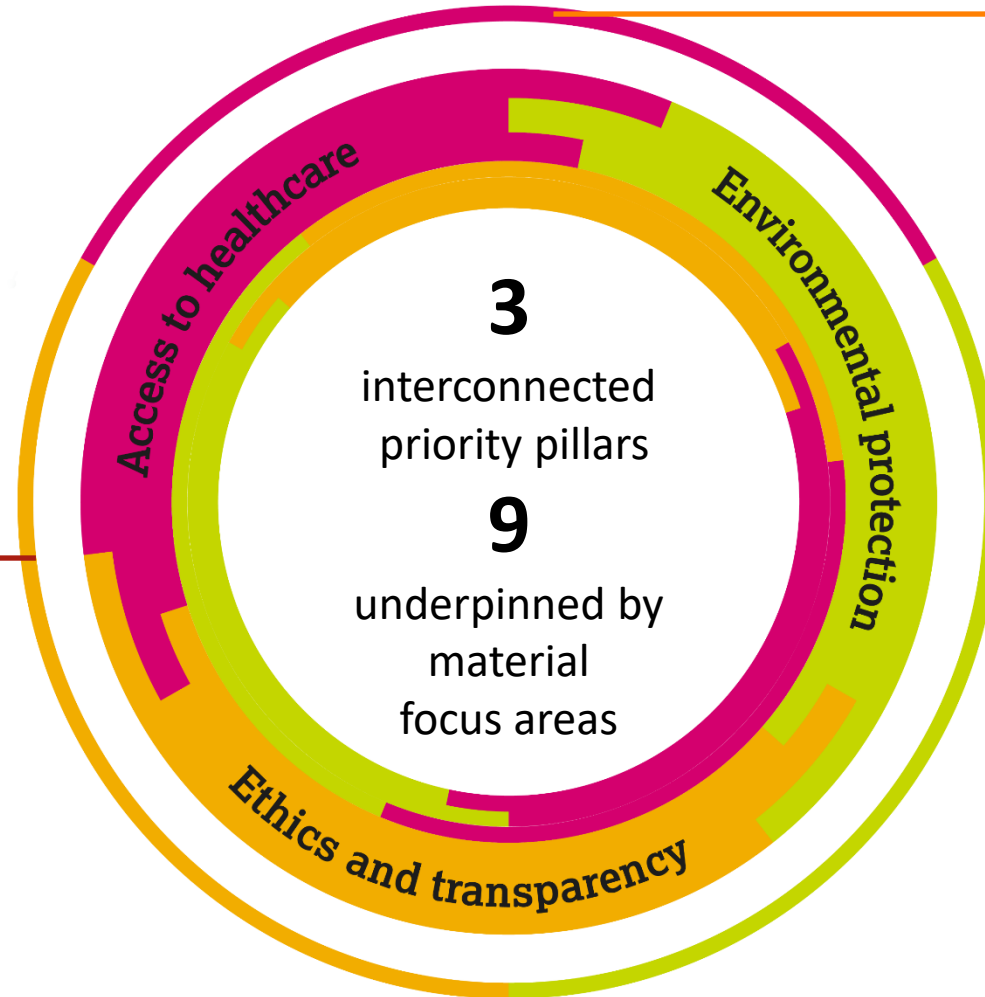 Access to healthcare
Environmental protection
3
interconnected
priority pillars
9
underpinned by
material
focus areas
Ethics and transparency